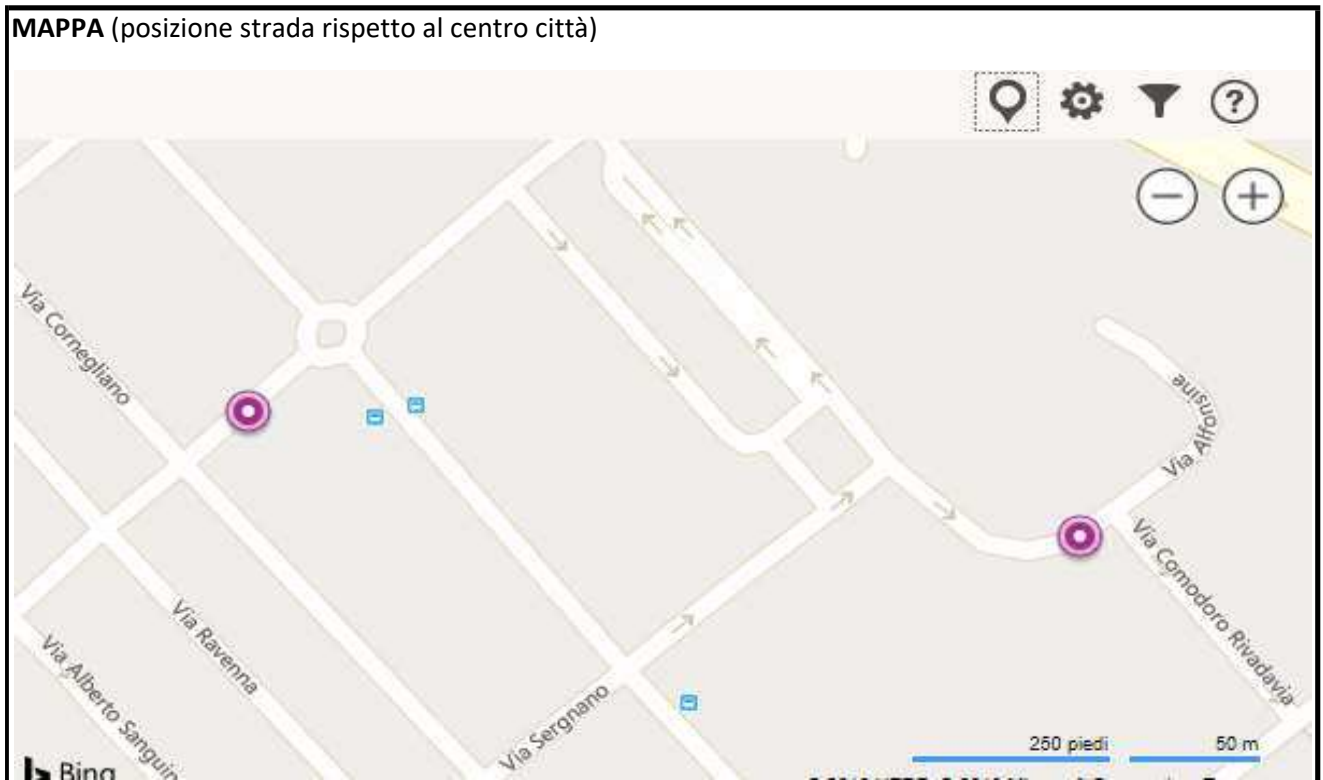 MAPPA (posizione strada rispetto al centro città)
?
Via Cornegliano
Via Alfonsine
Via Comodoro Rivadavia
Via Ravenna
Via Alberto Sanguin
Via Sergnano
250 piedi
50 m
Bing